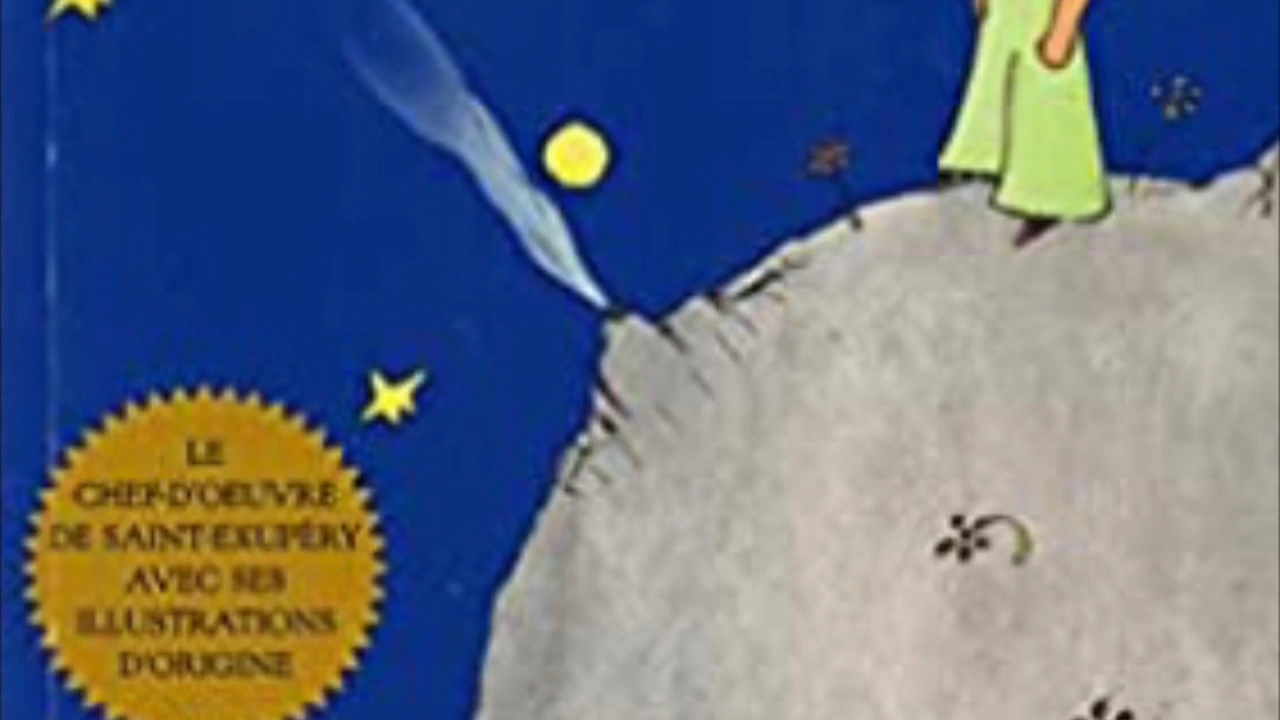 LE
CHEF-D'OEUVRE
DE SAINT-EXUPÉRY
AVEC SES
ILLUSTRATIONS
D'ORIGINE